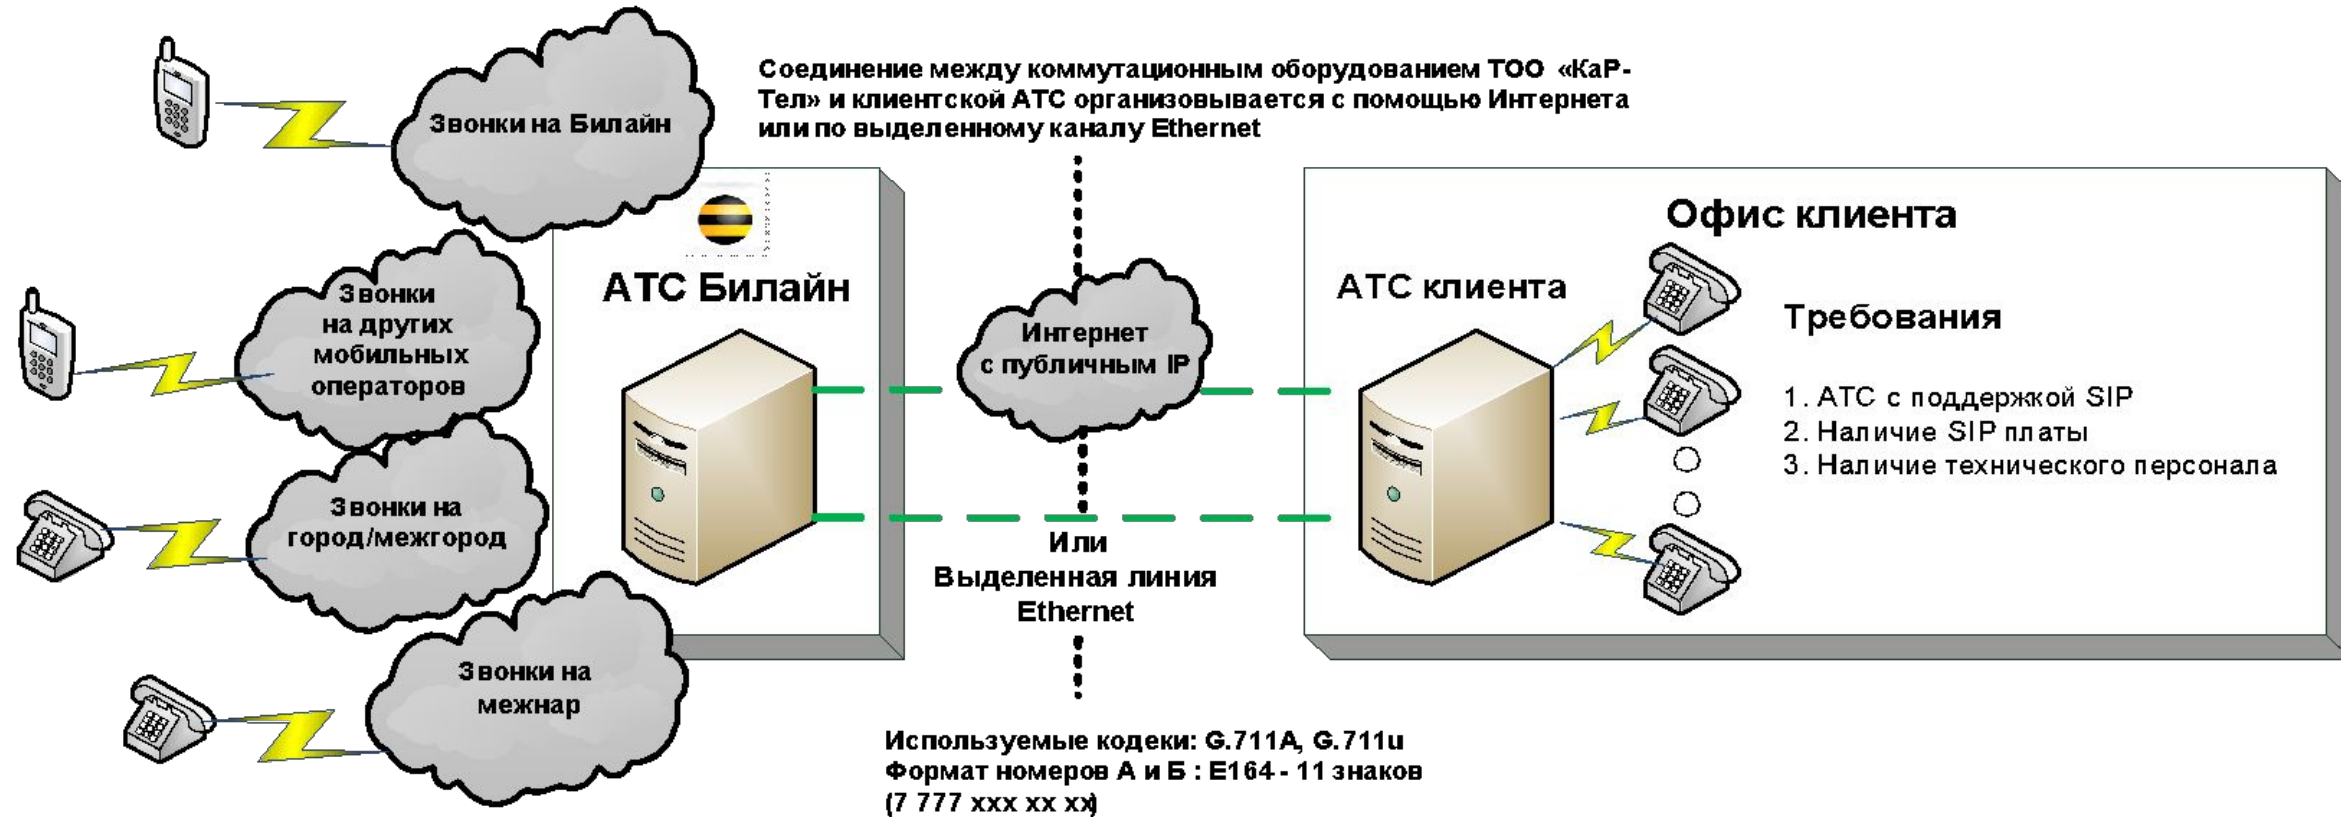 Соединение между коммутационным оборудованием ТОО «КаР-
Тел» и клиентской АТС организовывается с помощью Интернета
или по выделенному каналу Ethernet
Звонки на Билайн
Звонки
на других
мобильных
операторов
Звонки на
город/межгород
Звонки на
межнар
АТС Билайн
Интернет
с публичным IP
Или
Выделенная линия
Ethernet
Офис клиента
АТС клиента
Требования
1. АТС с поддержкой SIP
2. Наличие SIP платы
3. Наличие технического персонала
Используемые кодеки: G.711A, G.711u
Формат номеров А и Б : E164 - 11 знаков
(7 777 xxx xx xx)